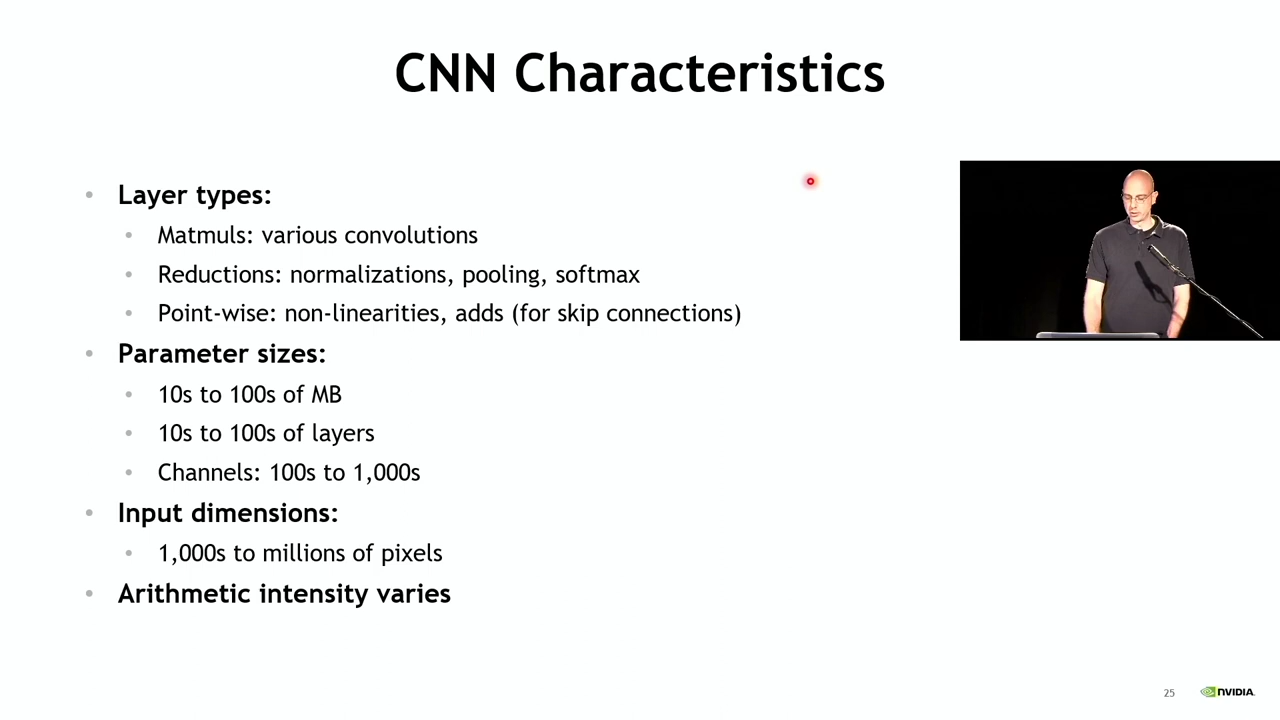 CNN Characteristics
• Layer types:
• Matmuls: various convolutions
• Reductions: normalizations, pooling, softmax
• Point-wise: non-linearities, adds (for skip connections)
• Parameter sizes:
• 10s to 100s of MB
• 10s to 100s of layers
• Channels: 100s to 1,000s
• Input dimensions:
• 1,000s to millions of pixels
• Arithmetic intensity varies
25 NVIDIA.